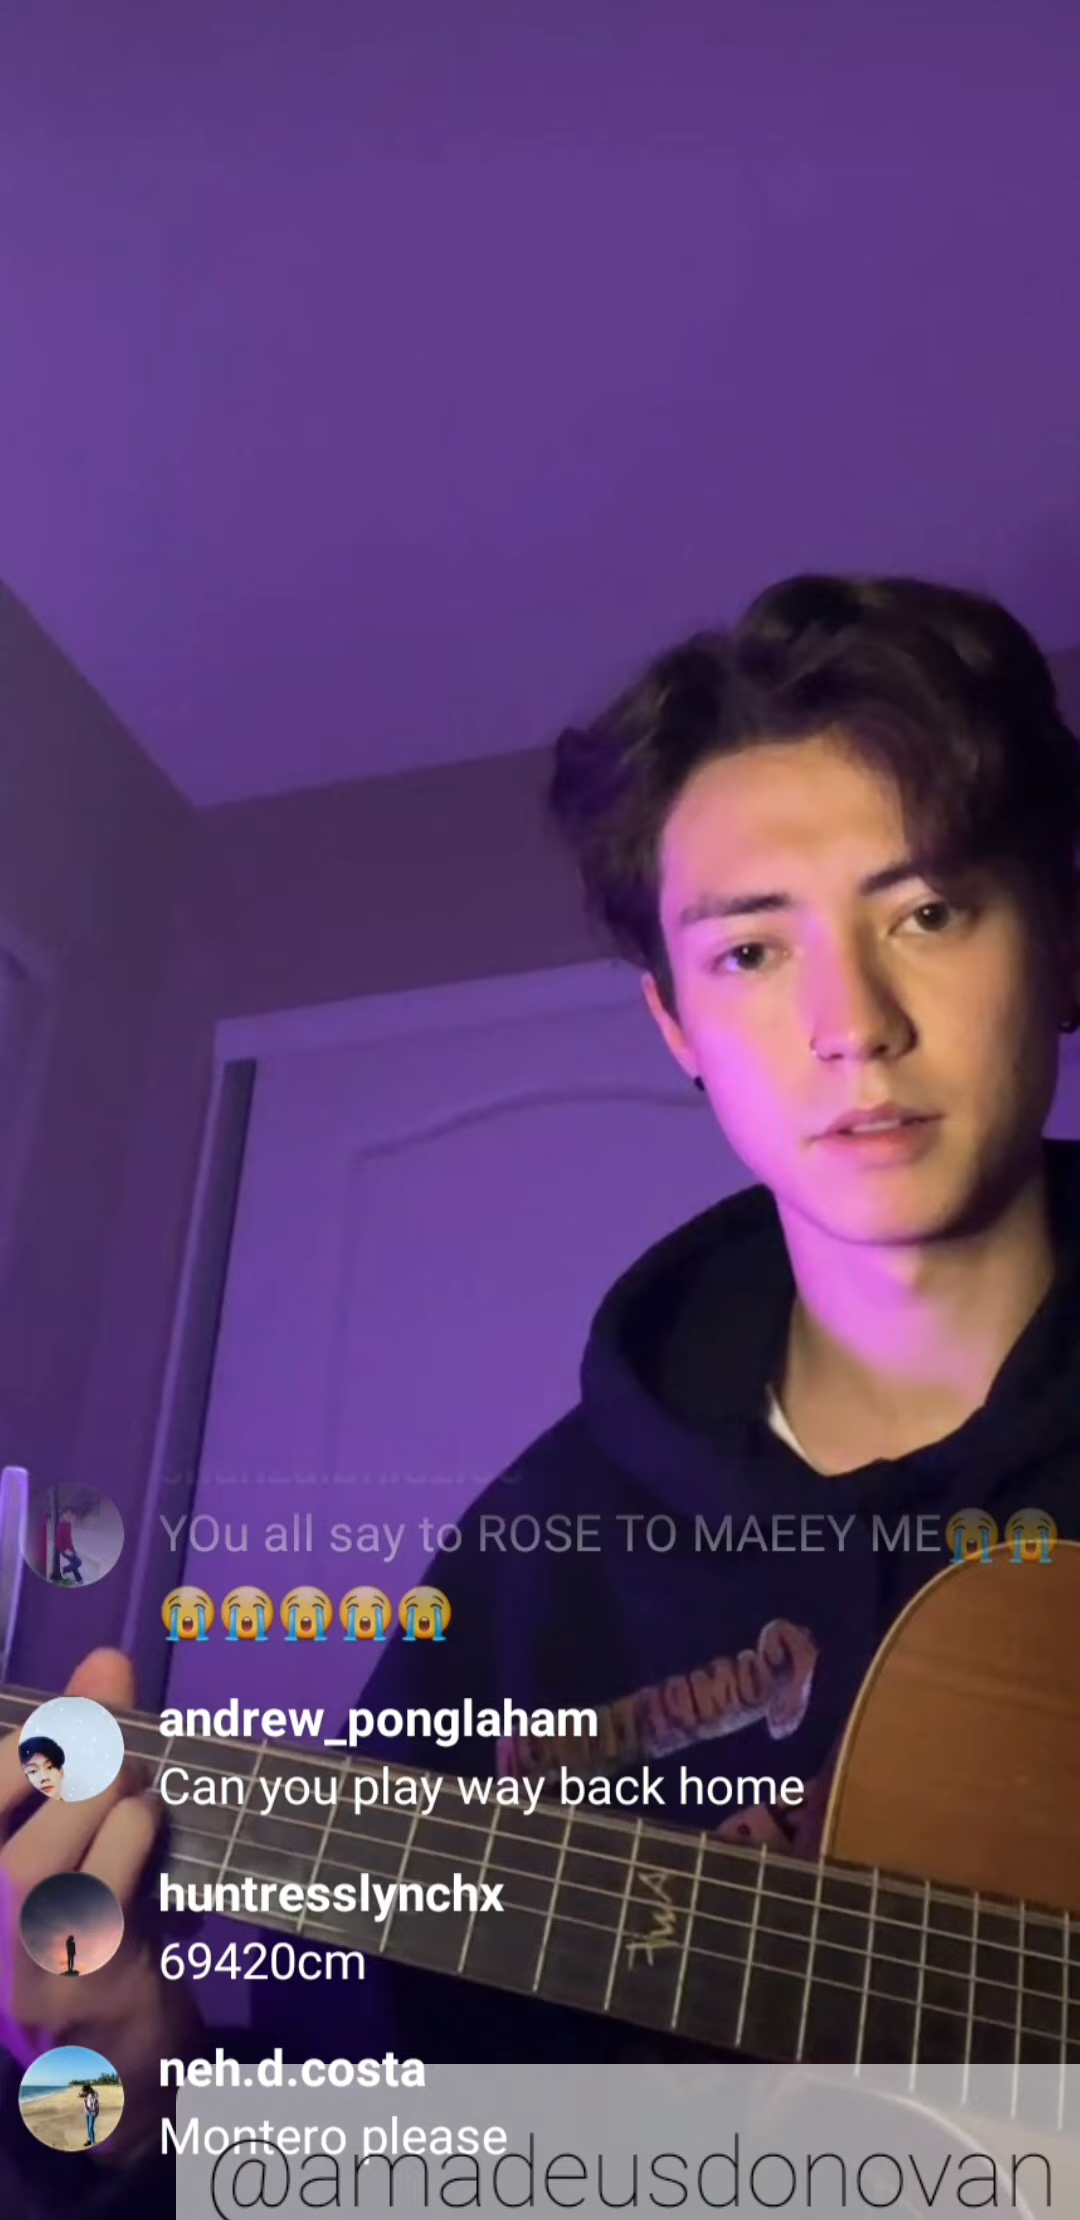 YOu all say to ROSE TO MAEEY ME😭😭
😭😭😭😭😭
andrew_ponglaham
Can you play way back home
huntresslynchx
69420cm
neh.d.costa
Montero please
@amadeusdonovan